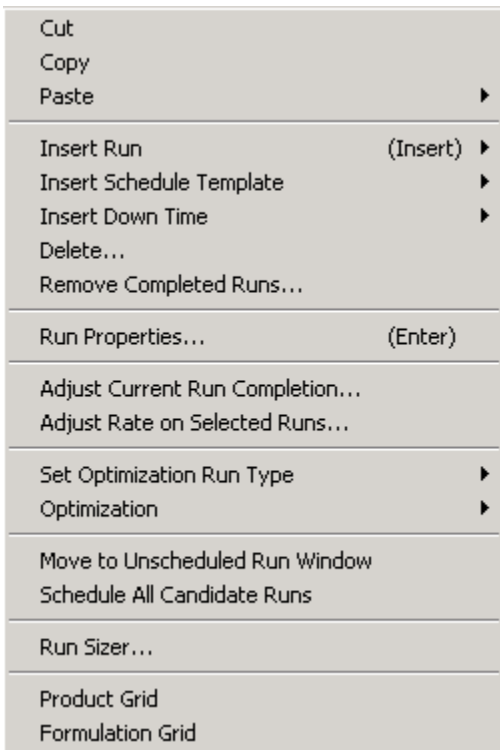 Cut
Copy
Paste
Insert Run (Insert)
Insert Schedule Template
Insert Down Time
Delete...
Remove Completed Runs...
Run Properties... (Enter)
Adjust Current Run Completion...
Adjust Rate on Selected Runs...
Set Optimization Run Type
Optimization
Move to Unscheduled Run Window
Schedule All Candidate Runs
Run Sizer...
Product Grid
Formulation Grid